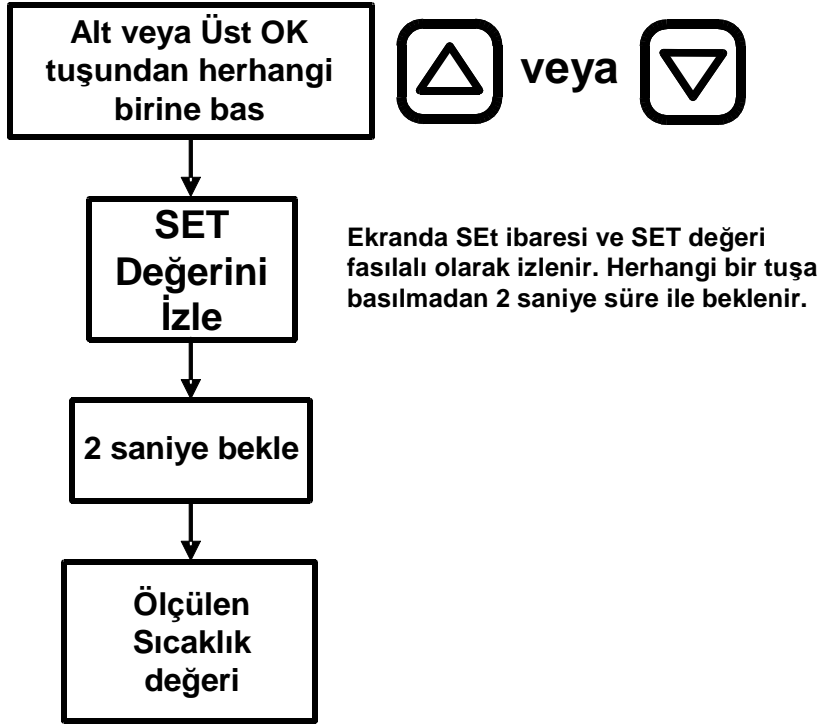 Alt veya Üst OK
tuşundan herhangi
birine bas
veya
SET
Değerini
İzle
Ekranda SEt ibaresi ve SET değeri
fasılalı olarak izlenir. Herhangi bir tuşa
basılmadan 2 saniye süre ile beklenir.
2 saniye bekle
Ölçülen
Sıcaklık
değeri